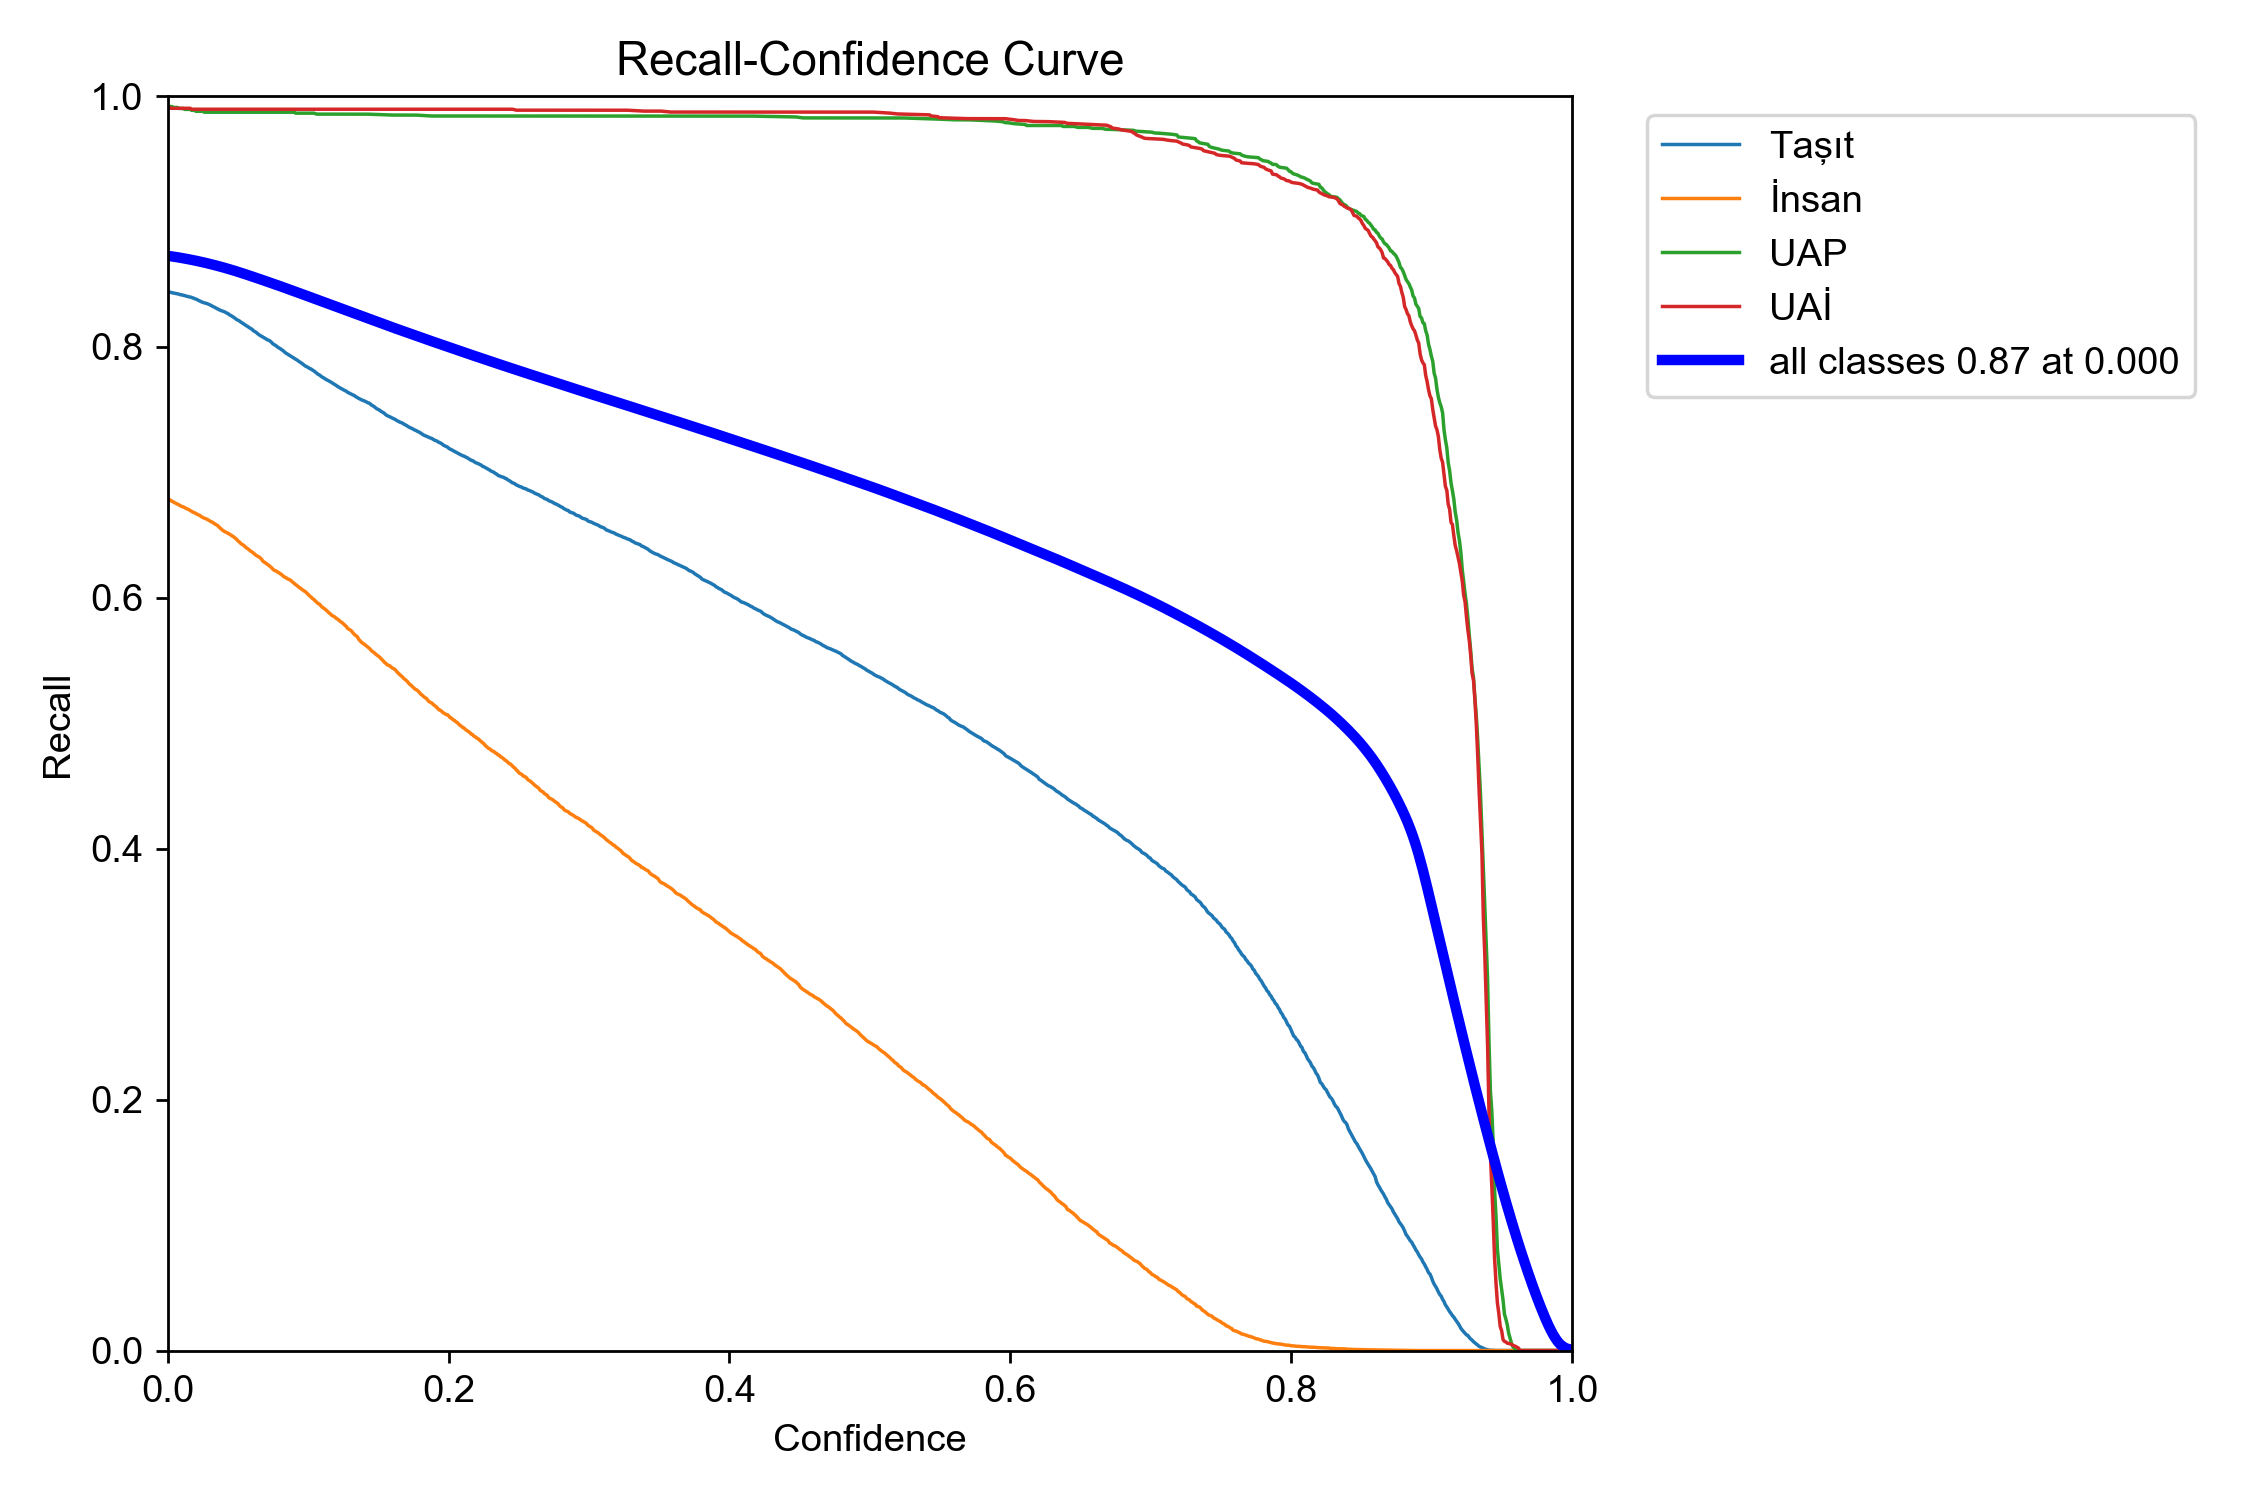 Recall-Confidence Curve
1.0
0.8
0.6
0.4
0.2
0.0
Recall
0.0 0.2 0.4 0.6 0.8 1.0
Confidence
Taşıt
İnsan
UAP
UAİ
all classes 0.87 at 0.000